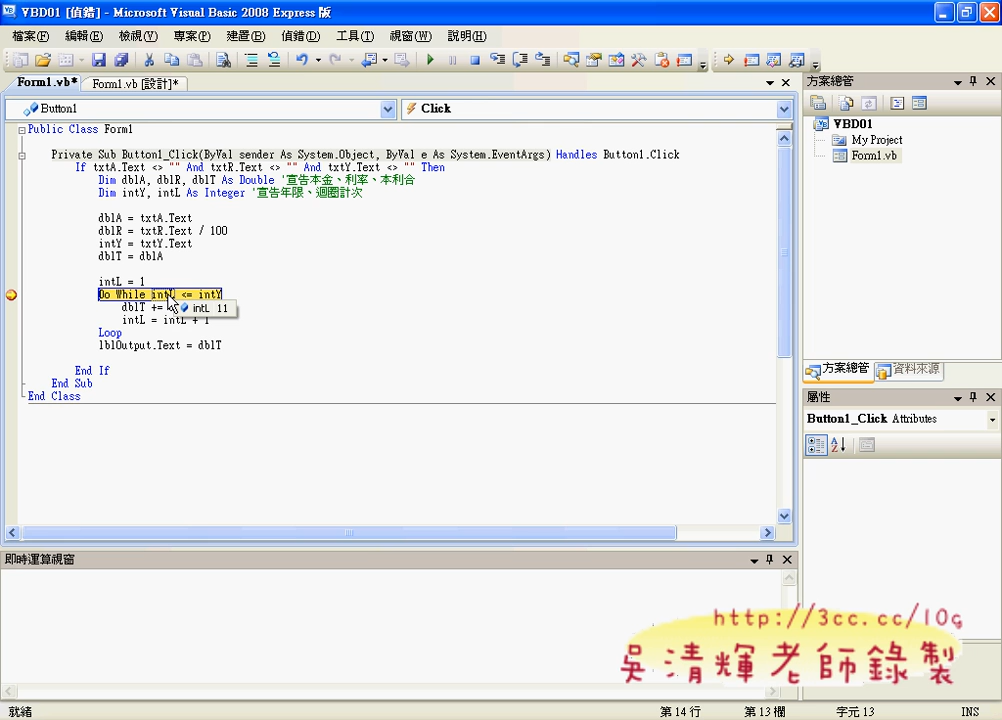 VBD01 [偵錯] - Microsoft Visual Basic 2008 Express 版
檔案(F) 編輯(E) 檢視(V) 專案(P) 建置(B) 偵錯(D) 工具(T) 視窗(W) 說明(H)
Form1.vb* Form1.vb [設計]*
Button1 Click
Public Class Form1
Private Sub Button1_Click(ByVal sender As System.Object, ByVal e As System.EventArgs) Handles Button1.Click
If txtA.Text <> "" And txtR.Text <> "" And txtY.Text <> "" Then
Dim dblA, dblR, dblT As Double '宣告本金、利率、本利合
Dim intY, intL As Integer '宣告年限、迴圈計次
dblA = txtA.Text
dblR = txtR.Text / 100
intY = txtY.Text
dblT = dblA
intL = 1
Do While intL <= intY
dblT +=
intL 11
intL = intL + 1
Loop
lblOutput.Text = dblT
End If
End Sub
End Class
方案總管
VBD01
My Project
Form1.vb
方案總管 資料來源
屬性
Button1_Click Attributes
即時運算視窗
http://3cc.cc/10g
吳清輝老師錄製
就緒 第 14 行 第 13 欄 字元 13 INS